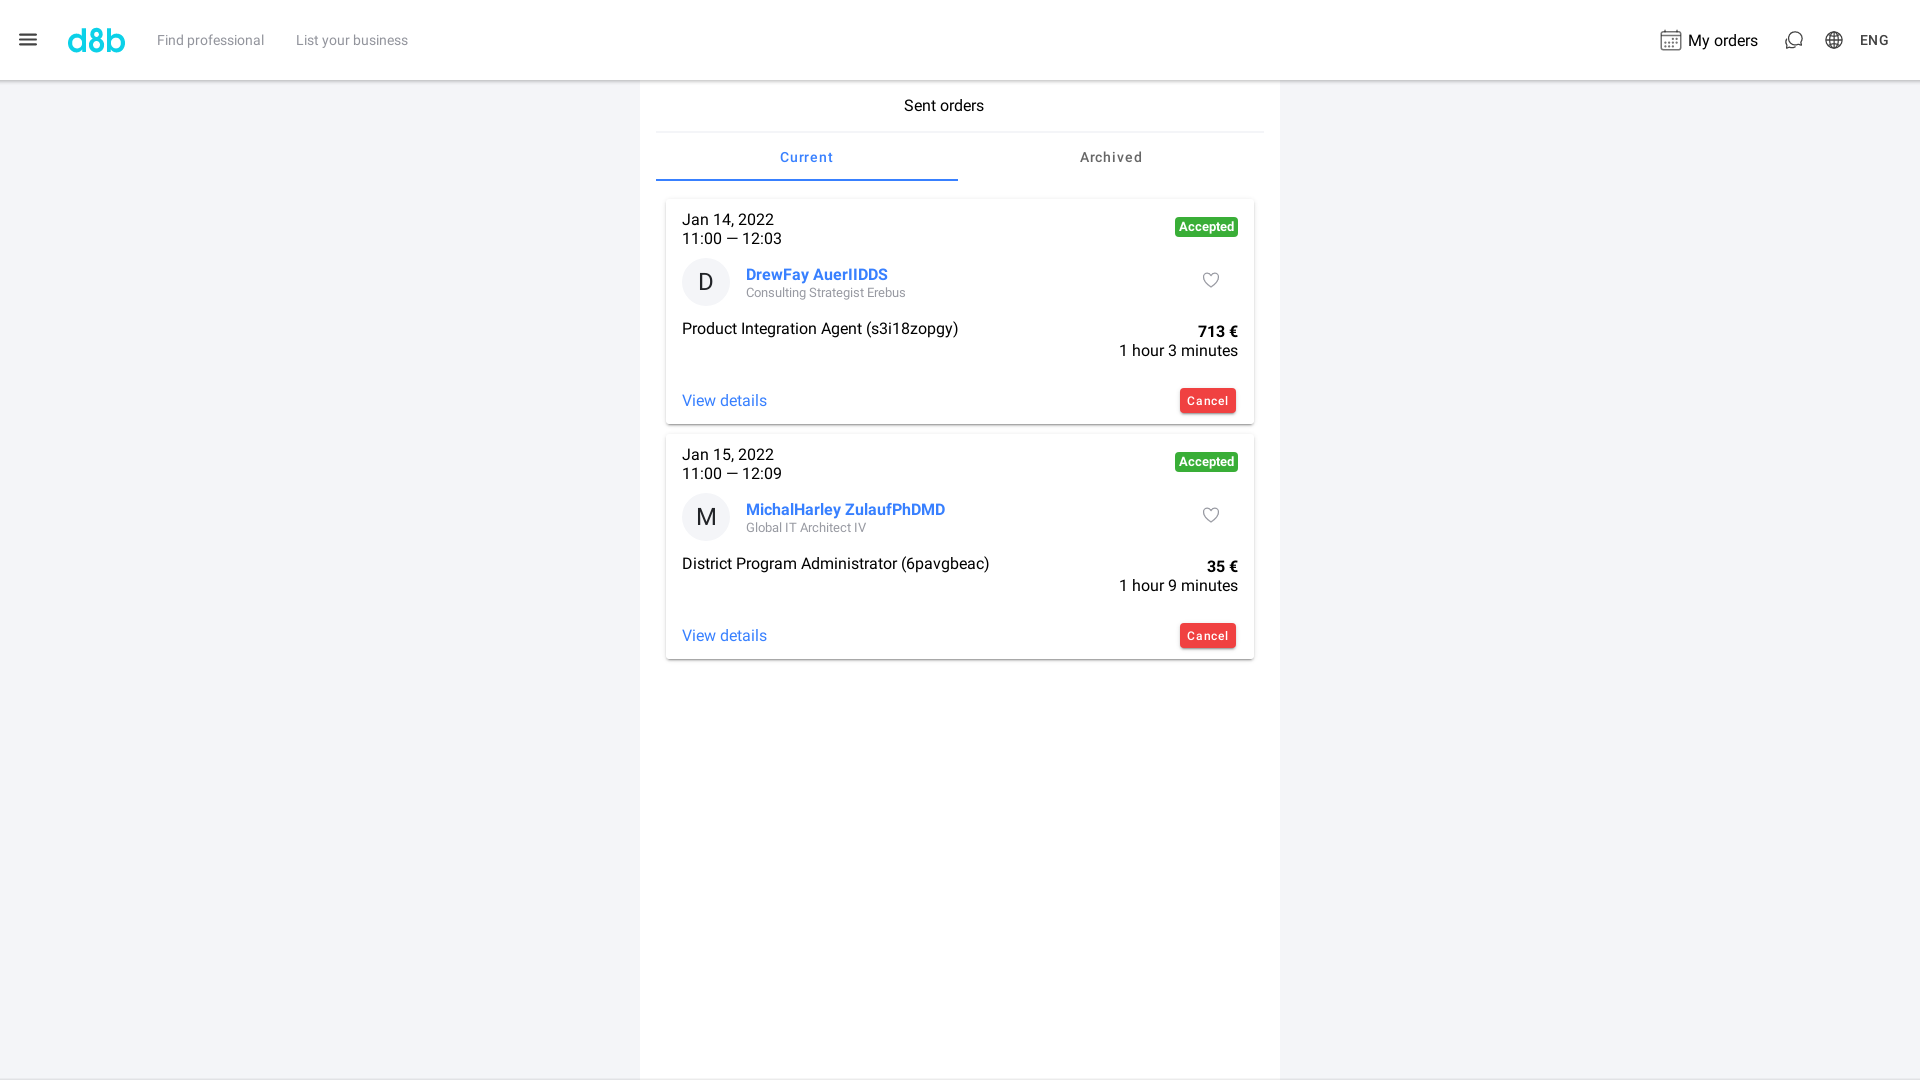 d8b
Find professional
List your business
My orders
ENG
Sent orders
Current
Archived
Jan 14, 2022
11:00 — 12:03
Accepted
D
DrewFay AuerIIDDS
Consulting Strategist Erebus
Product Integration Agent (s3i18zopgy)
713 €
1 hour 3 minutes
View details
Cancel
Jan 15, 2022
11:00 — 12:09
Accepted
M
MichalHarley ZulaufPhDMD
Global IT Architect IV
District Program Administrator (6pavgbeac)
35 €
1 hour 9 minutes
View details
Cancel